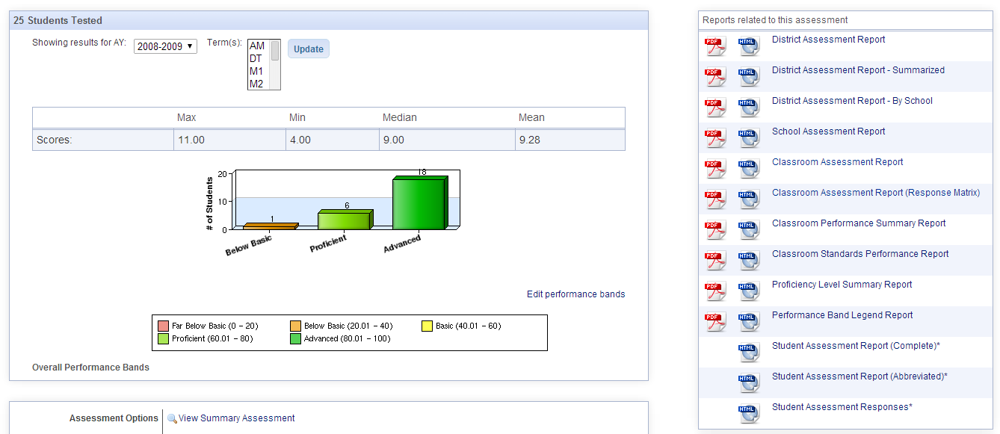 25 Students Tested
Showing results for AY: 2008-2009 Term(s): AM
DT
M1
M2
Update
Max Min Median Mean
Scores: 11.00 4.00 9.00 9.28
# of Students
20
10
0
1
6
18
Below Basic
Proficient
Advanced
Edit performance bands
Far Below Basic (0 - 20) Below Basic (20.01 - 40) Basic (40.01 - 60)
Proficient (60.01 - 80) Advanced (80.01 - 100)
Overall Performance Bands
Assessment Options View Summary Assessment
Reports related to this assessment
PDF HTML District Assessment Report
PDF HTML District Assessment Report - Summarized
PDF HTML District Assessment Report - By School
PDF HTML School Assessment Report
PDF HTML Classroom Assessment Report
PDF HTML Classroom Assessment Report (Response Matrix)
PDF HTML Classroom Performance Summary Report
PDF HTML Classroom Standards Performance Report
PDF HTML Proficiency Level Summary Report
PDF HTML Performance Band Legend Report
HTML Student Assessment Report (Complete)*
HTML Student Assessment Report (Abbreviated)*
HTML Student Assessment Responses*